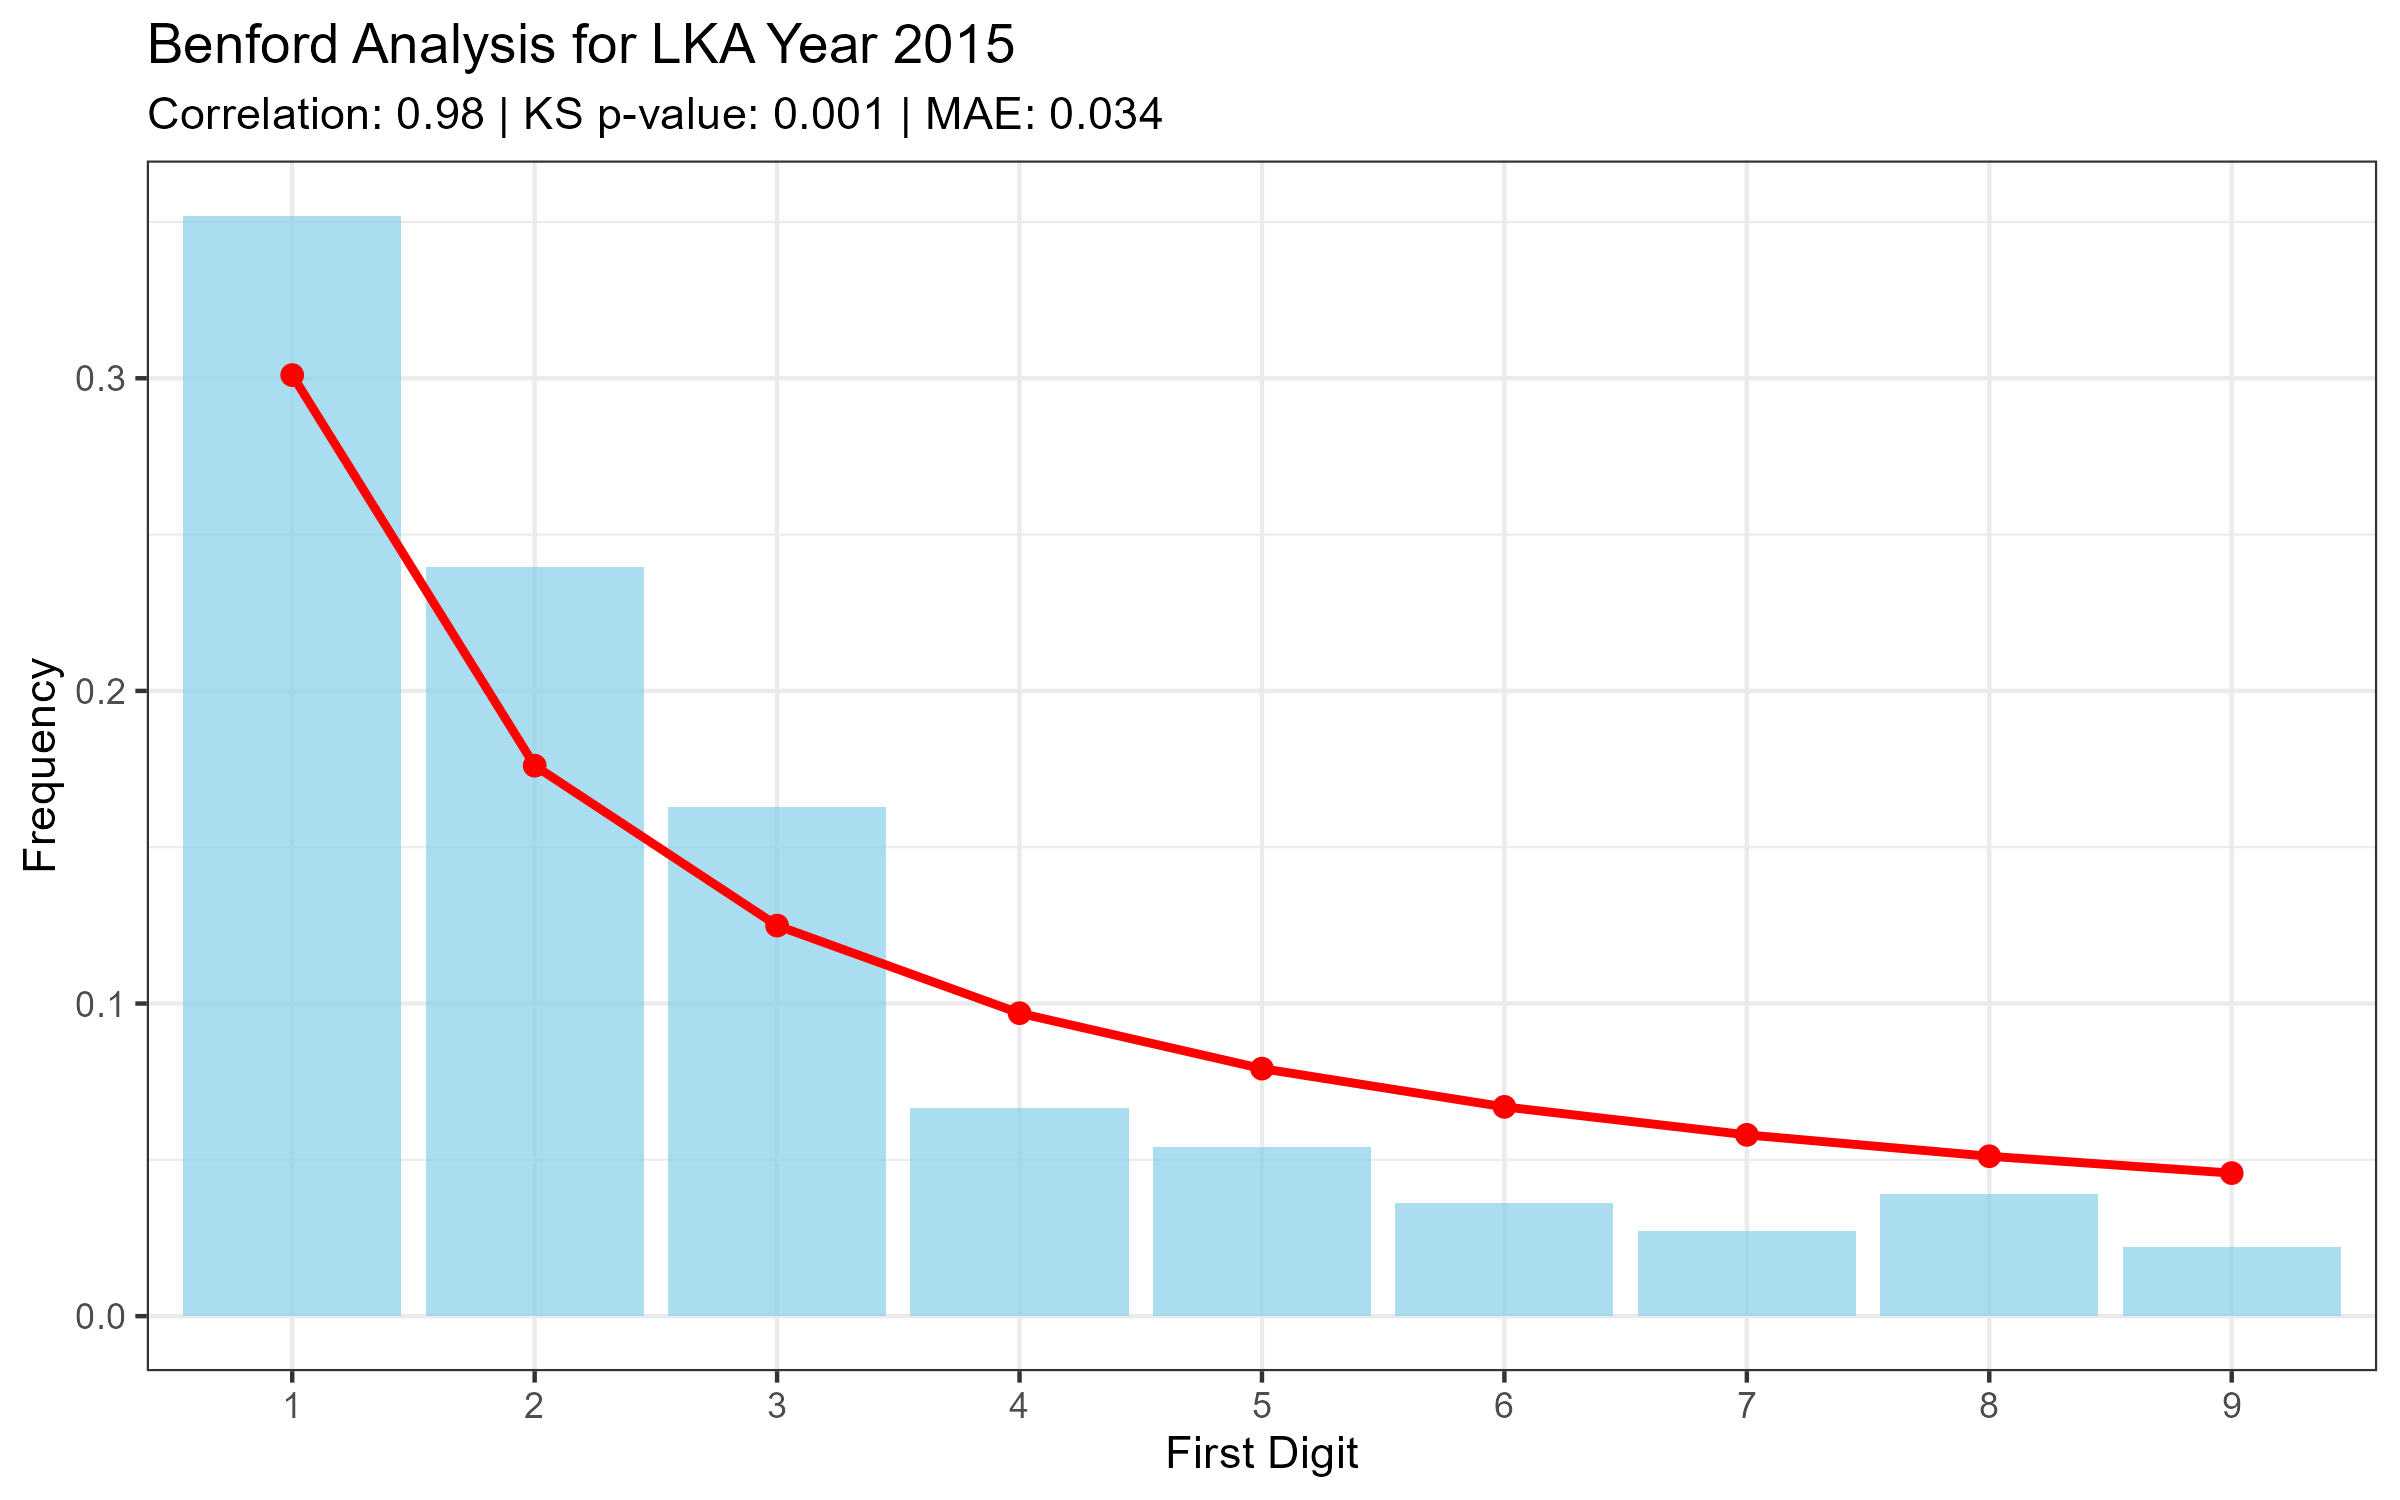 Benford Analysis for LKA Year 2015
Correlation: 0.98 | KS p-value: 0.001 | MAE: 0.034
Frequency
0.3
0.2
0.1
0.0
1 2 3 4 5 6 7 8 9
First Digit